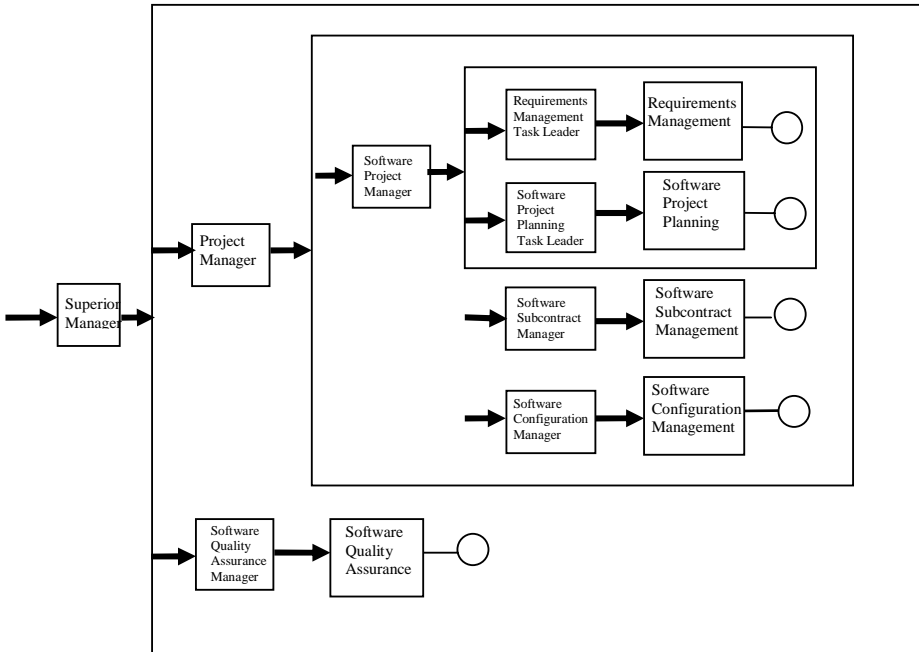 Requirements
Management
Task Leader
Requirements
Management
Software
Project
Manager
Software
Project
Planning
Task Leader
Software
Project
Planning
Project
Manager
Superior
Manager
Software
Subcontract
Manager
Software
Subcontract
Management
Software
Configuration
Manager
Software
Configuration
Management
Software
Quality
Assurance
Manager
Software
Quality
Assurance